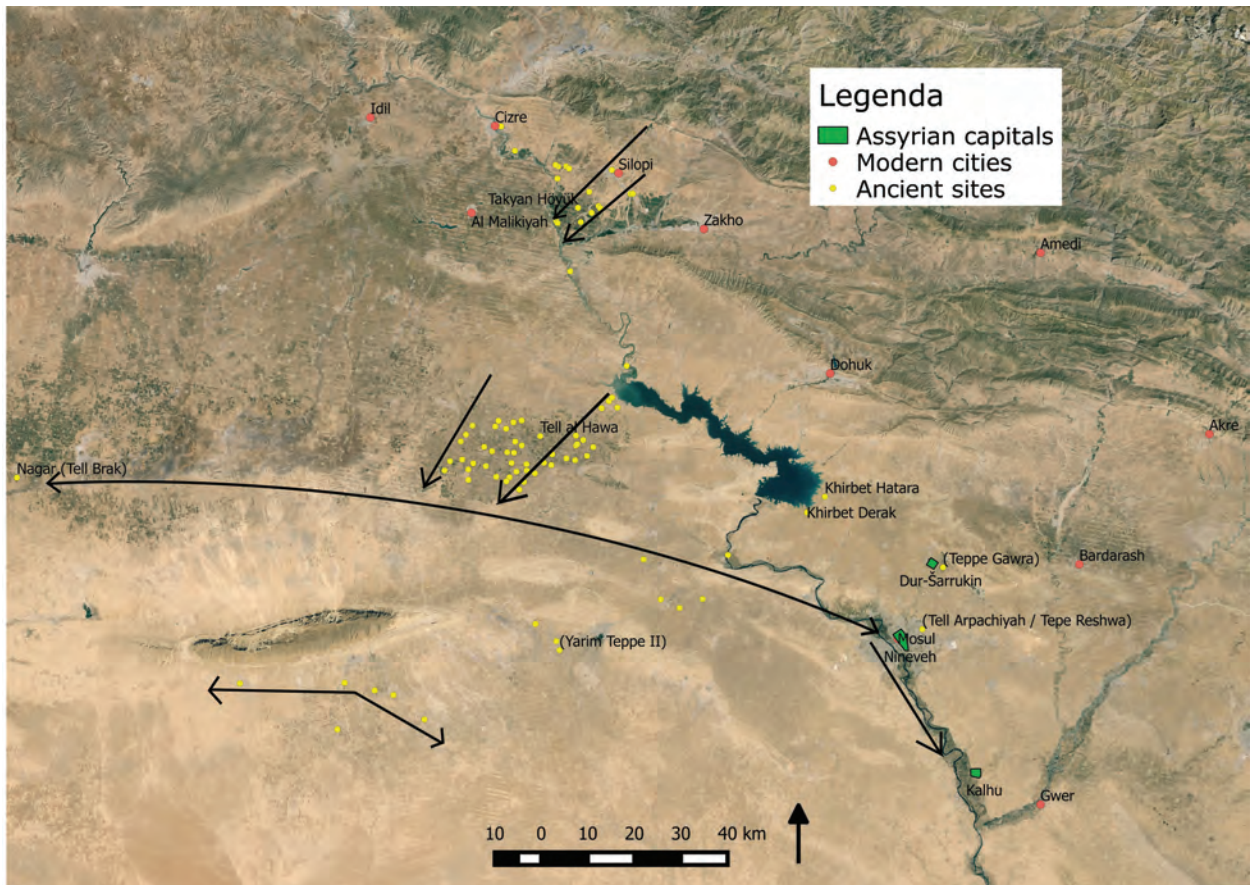 Legenda
Assyrian capitals
Modern cities
Ancient sites
Idil
Cizre
Silopi
Takyan Höyük
Al Malikiyah
Zakho
Amedi
Dohuk
Tell al Hawa
Akre
Nagar (Tell Brak)
Khirbet Hatara
Khirbet Derak
(Teppe Gawra)
Bardarash
Dur-Šarrukin
(Tell Arpachiyah / Tepe Reshwa)
Mosul
(Yarim Teppe II)
Nineveh
Kalhu
Gwer
10 0 10 20 30 40 km